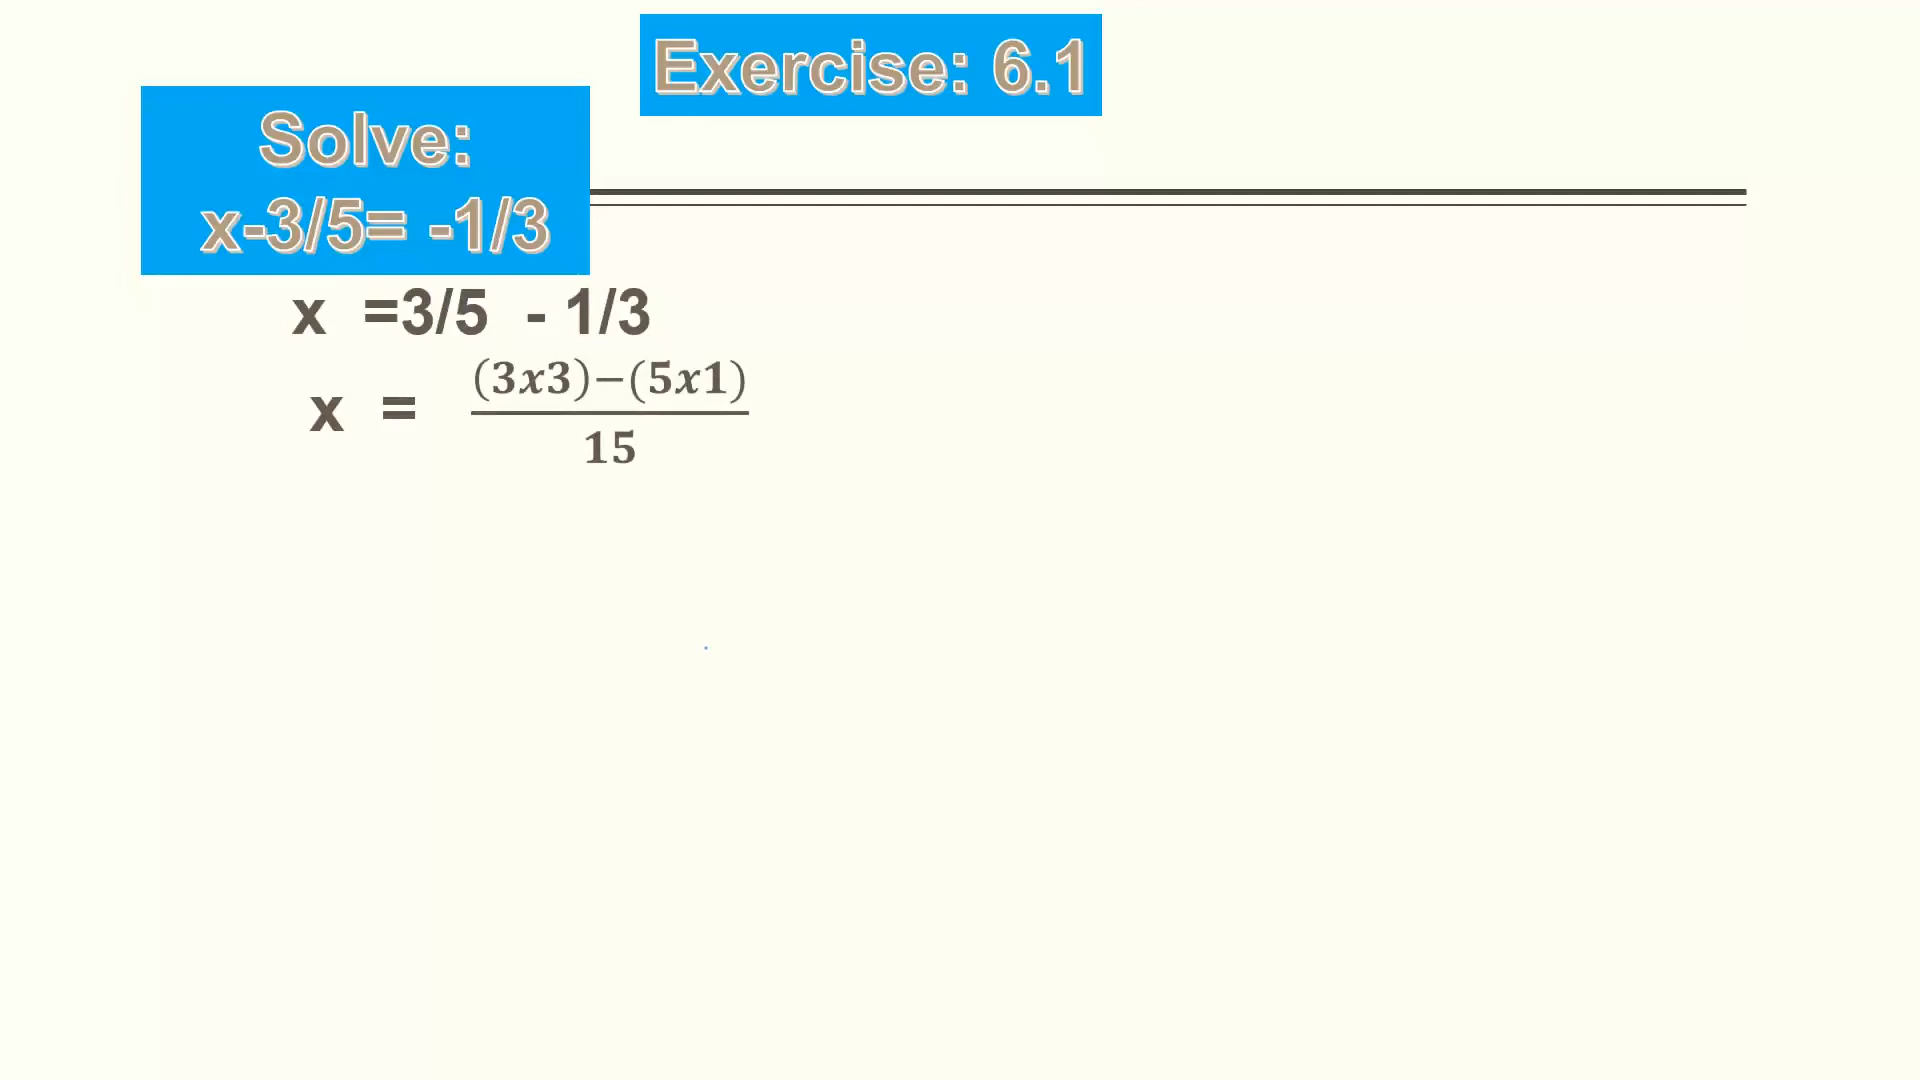 Exercise: 6.1
Solve:
x-3/5= -1/3
x =3/5 - 1/3
x = (3x3)−(5x1)
15